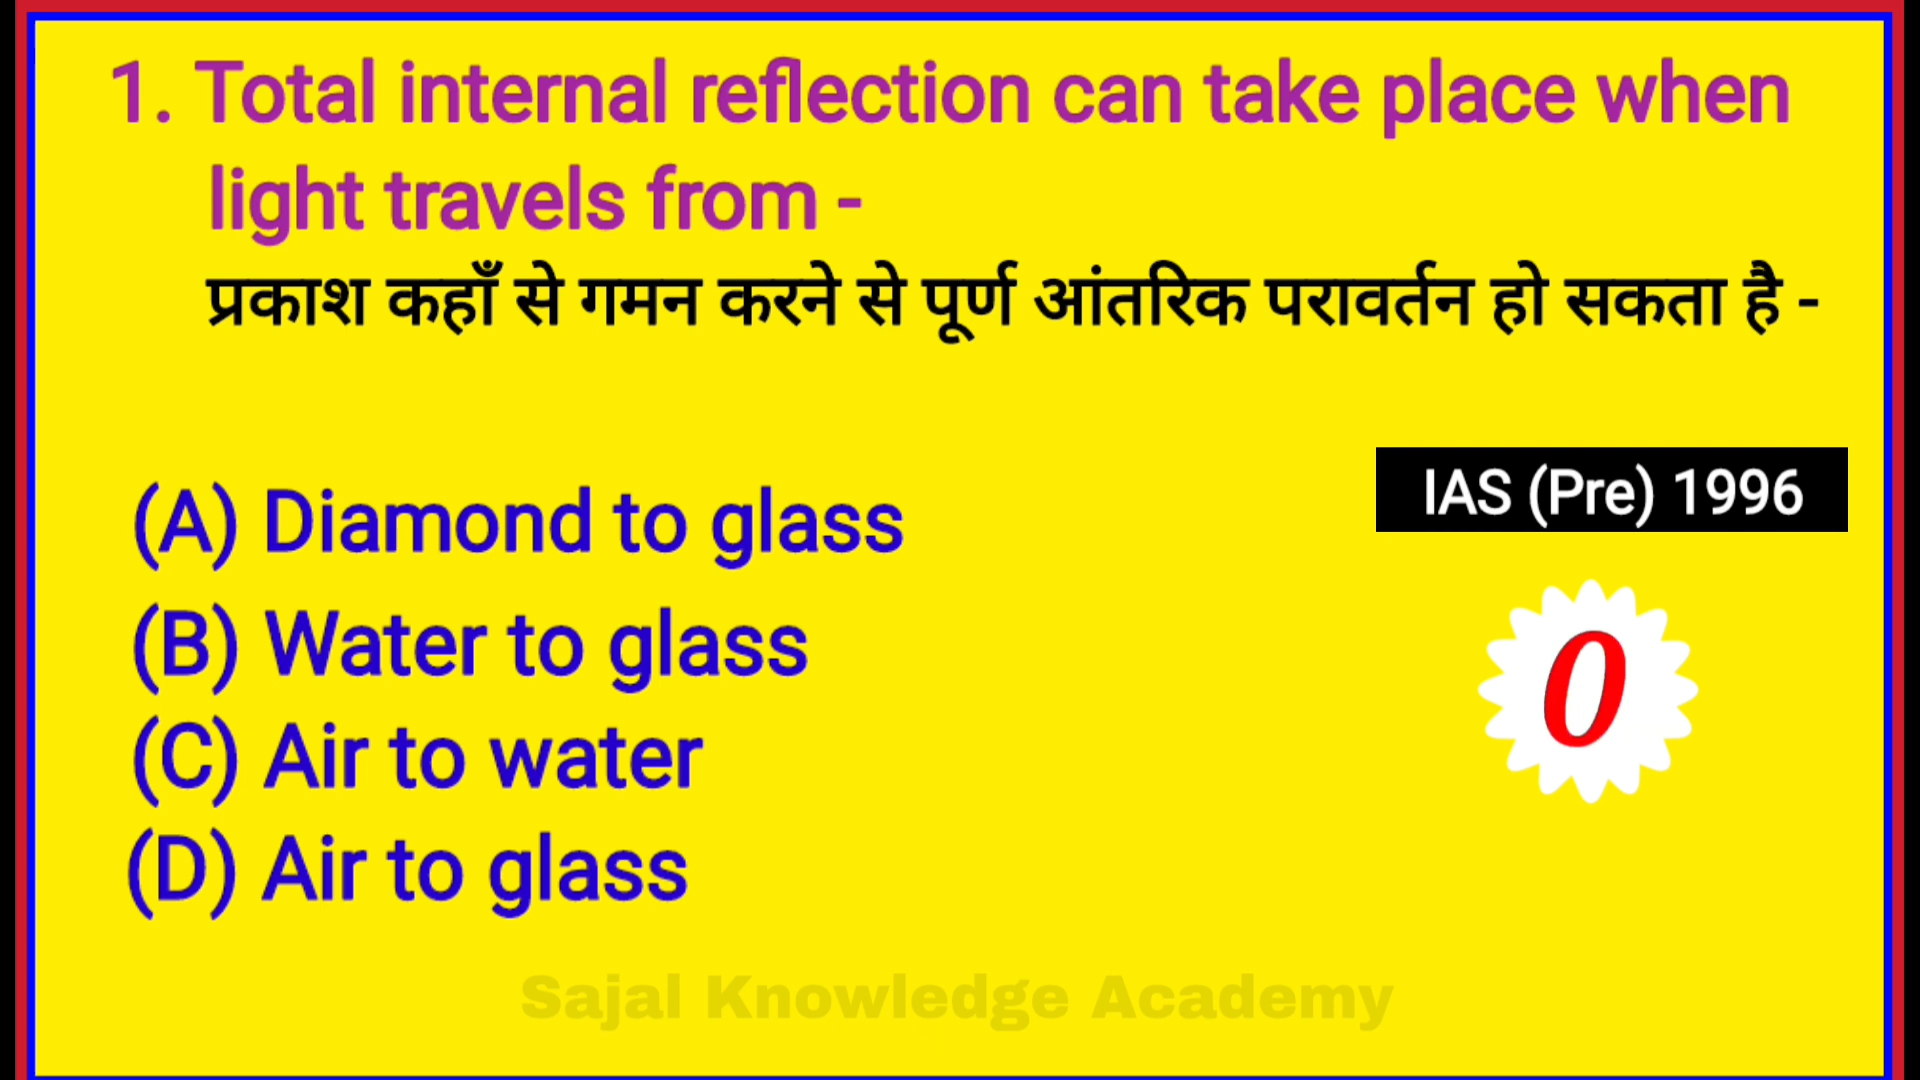 1. Total internal reflection can take place when
light travels from -
प्रकाश कहाँ से गमन करने से पूर्ण आंतरिक परावर्तन हो सकता है -
IAS (Pre) 1996
(A) Diamond to glass
(B) Water to glass
0
(C) Air to water
(D) Air to glass
Sajal Knowledge Academy